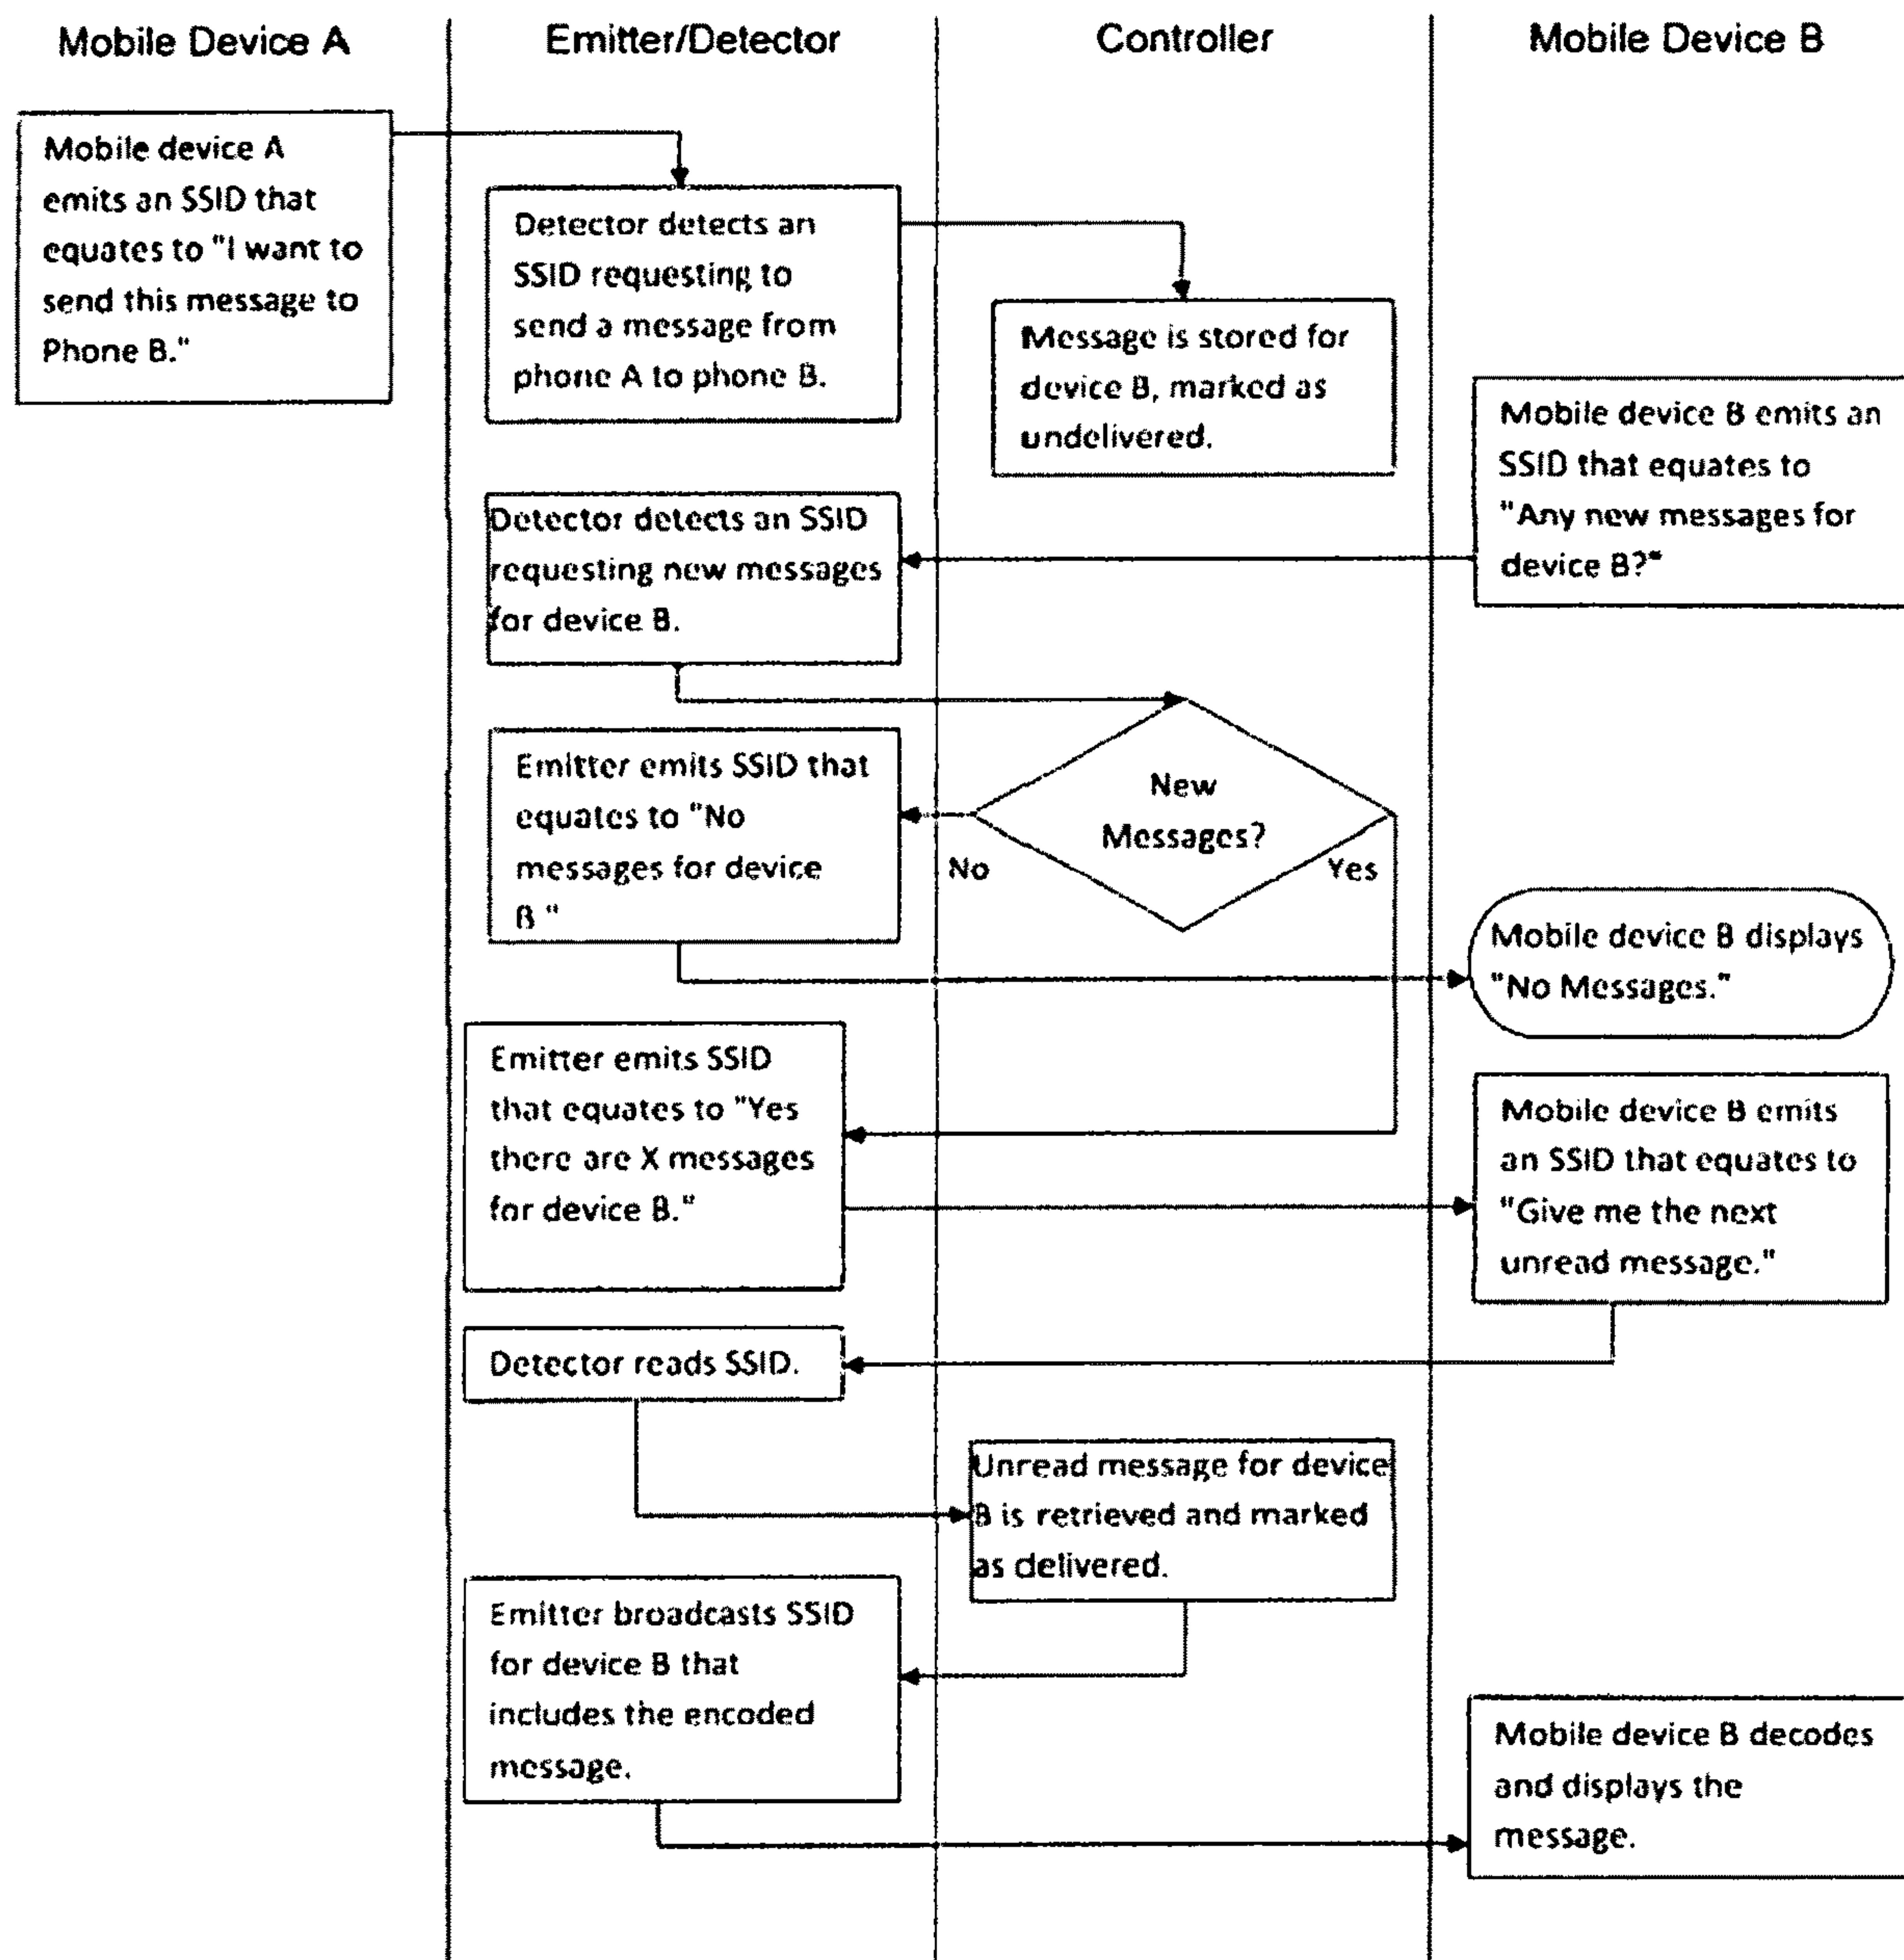 Mobile Device A
Emitter/Detector
Controller
Mobile Device B
Mobile device A
emits an SSID that
equates to "I want to
send this message to
Phone B."
Detector detects an
SSID requesting to
send a message from
phone A to phone B.
Message is stored for
device B, marked as
undelivered.
Mobile device B emits an
SSID that equates to
"Any new messages for
device B?"
Detector detects an SSID
requesting new messages
for device B.
New
Messages?
No
Yes
Emitter emits SSID that
equates to "No
messages for device
B "
Mobile device B displays
"No Messages."
Emitter emits SSID
that equates to "Yes
there are X messages
for device B."
Mobile device B emits
an SSID that equates to
"Give me the next
unread message."
Detector reads SSID.
Unread message for device
B is retrieved and marked
as delivered.
Emitter broadcasts SSID
for device B that
includes the encoded
message.
Mobile device B decodes
and displays the
message.